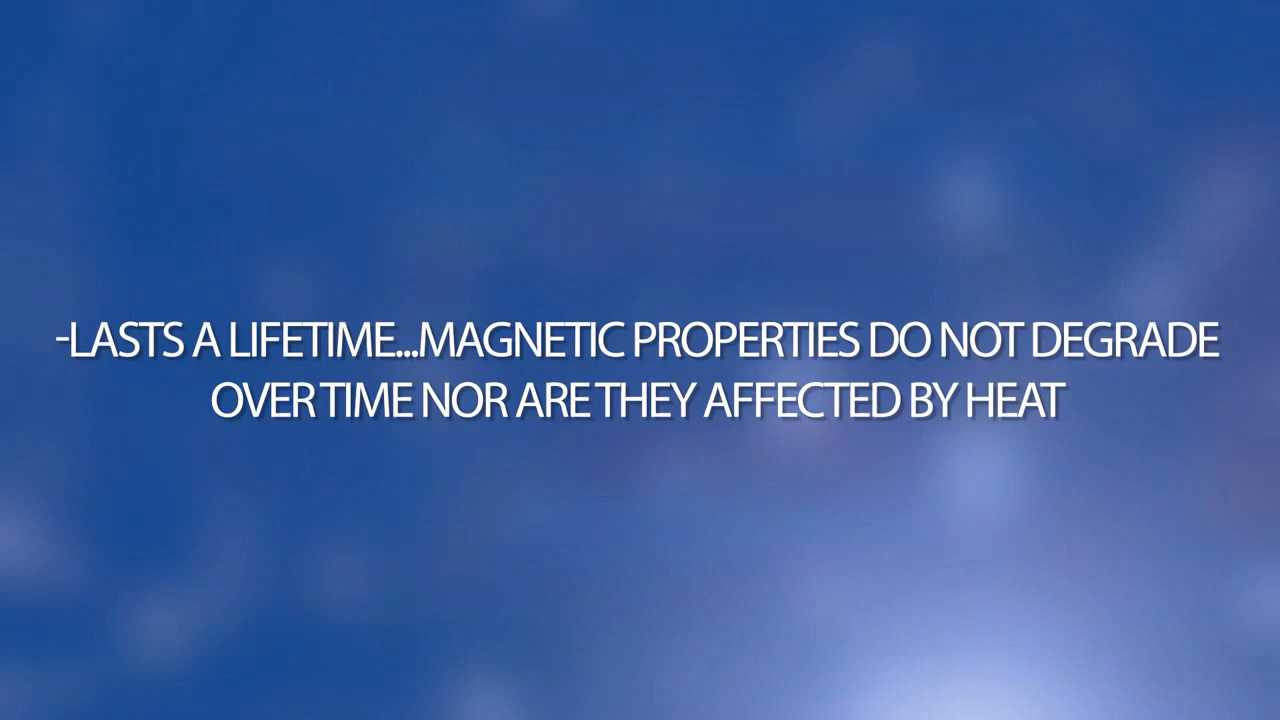 -LASTS A LIFETIME...MAGNETIC PROPERTIES DO NOT DEGRADE
OVER TIME NOR ARE THEY AFFECTED BY HEAT